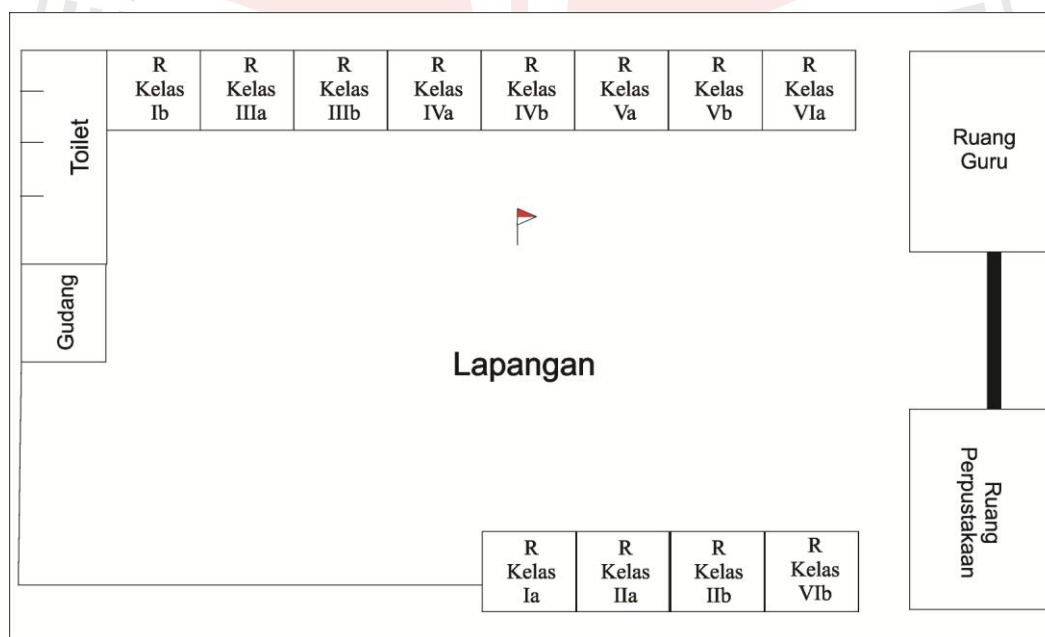 R
Kelas
Ib
R
Kelas
IIIa
R
Kelas
IIIb
R
Kelas
IVa
R
Kelas
IVb
R
Kelas
Va
R
Kelas
Vb
R
Kelas
VIa
Toilet
Ruang
Guru
Gudang
Lapangan
Ruang
Perpustakaan
R
Kelas
Ia
R
Kelas
IIa
R
Kelas
IIb
R
Kelas
VIb